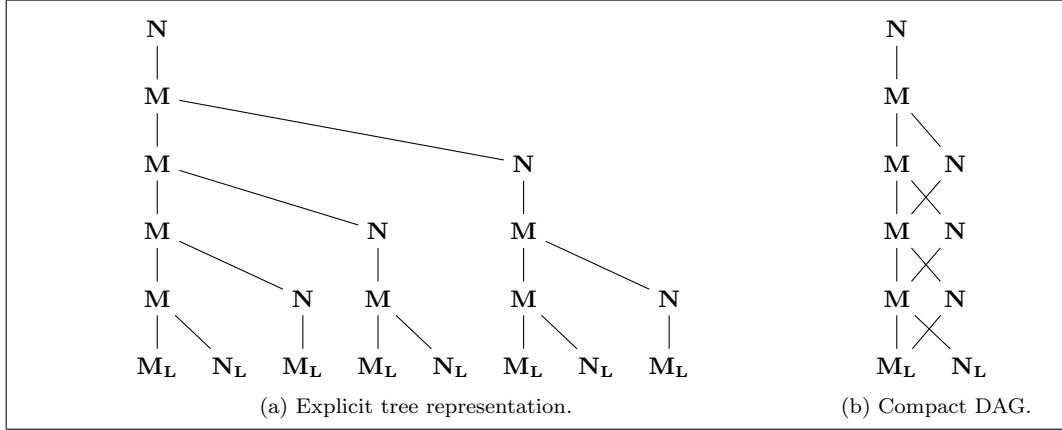 N N
M M
M N M N
M N M M N
M N M M N M N
M_L N_L M_L M_L N_L M_L N_L M_L M_L N_L
(a) Explicit tree representation. (b) Compact DAG.